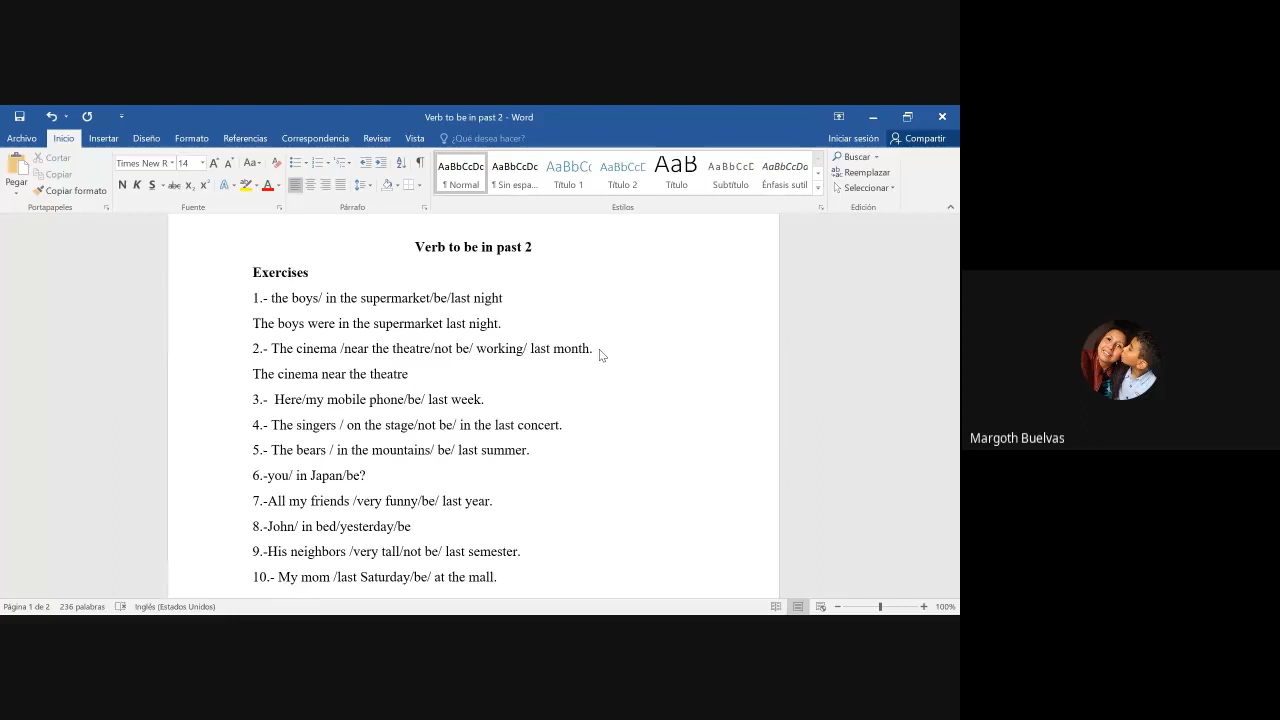 Verb to be in past 2 - Word
Archivo Inicio Insertar Diseño Formato Referencias Correspondencia Revisar Vista ¿Qué desea hacer? Iniciar sesión Compartir
Pegar
Cortar
Copiar
Copiar formato
Portapapeles
Times New R 14 Aa
N K S abc x₂ x² A A
Fuente
Párrafo
AaBbCcDc AaBbCcDc AaBbCc AaBbCcC AaB AaBbCcC AaBbCcDc
¶ Normal ¶ Sin espa... Título 1 Título 2 Título Subtítulo Énfasis sutil
Estilos
Buscar
Reemplazar
Seleccionar
Edición
Verb to be in past 2
Exercises
1.- the boys/ in the supermarket/be/last night
The boys were in the supermarket last night.
2.- The cinema /near the theatre/not be/ working/ last month.
The cinema near the theatre
3.-  Here/my mobile phone/be/ last week.
4.- The singers / on the stage/not be/ in the last concert.
5.- The bears / in the mountains/ be/ last summer.
6.-you/ in Japan/be?
7.-All my friends /very funny/be/ last year.
8.-John/ in bed/yesterday/be
9.-His neighbors /very tall/not be/ last semester.
10.- My mom /last Saturday/be/ at the mall.
Página 1 de 2 236 palabras Inglés (Estados Unidos) 100%
Margoth Buelvas